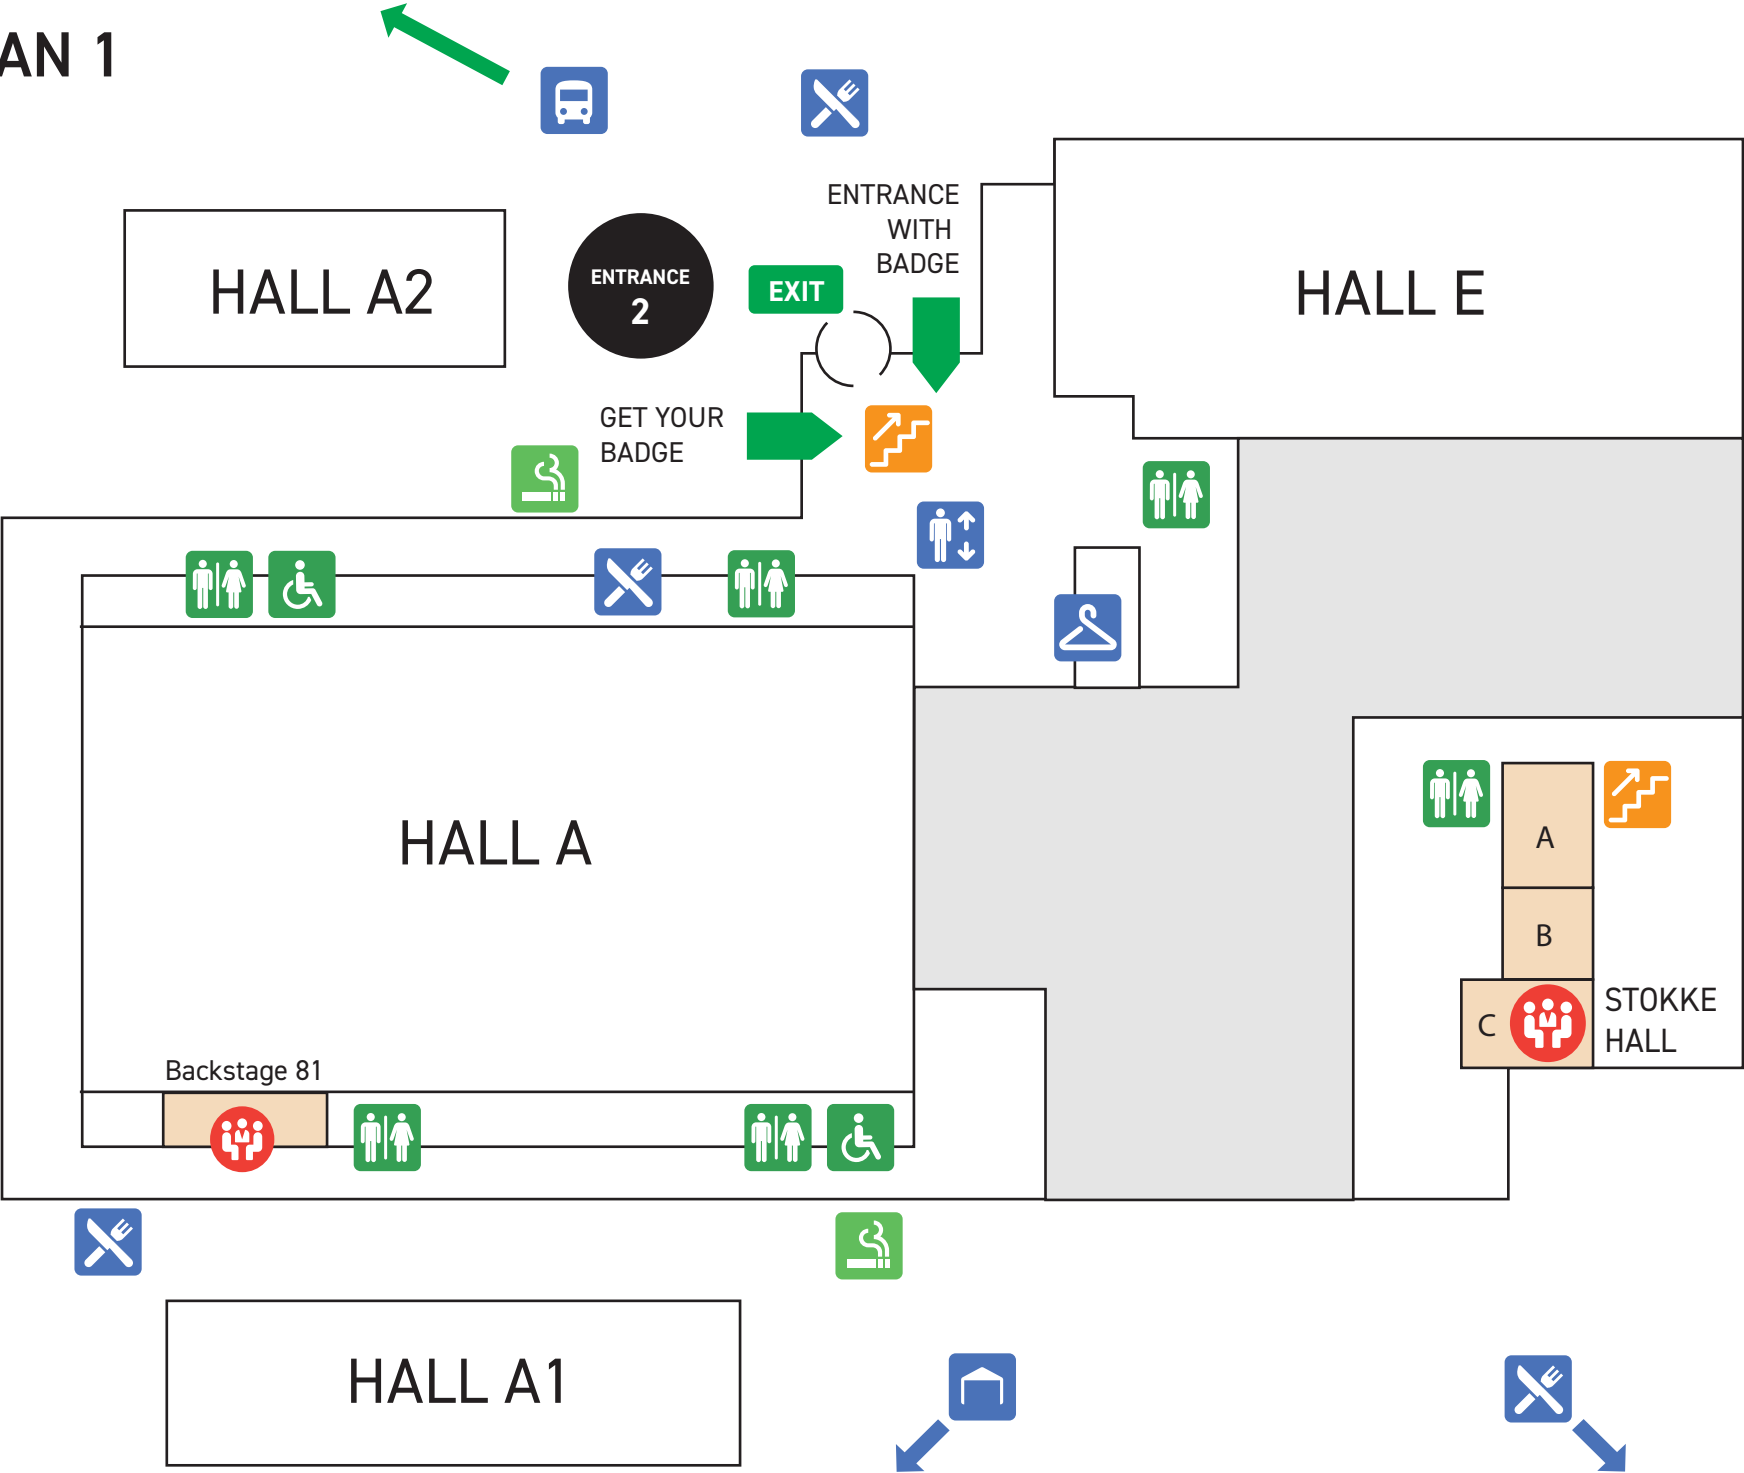 AN 1
ENTRANCE
WITH
BADGE
HALL A2
ENTRANCE
2
EXIT
HALL E
GET YOUR
BADGE
HALL A
A
B
C
STOKKE
HALL
Backstage 81
HALL A1